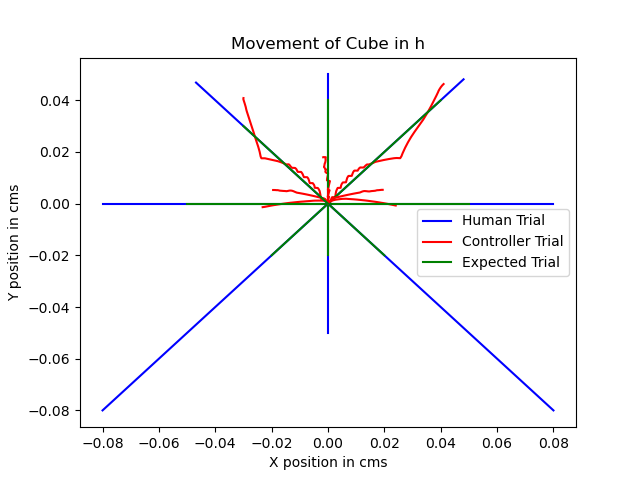 Movement of Cube in h
Y position in cms
0.04
0.02
0.00
−0.02
−0.04
−0.06
−0.08
Human Trial
Controller Trial
Expected Trial
−0.08 −0.06 −0.04 −0.02 0.00 0.02 0.04 0.06 0.08
X position in cms